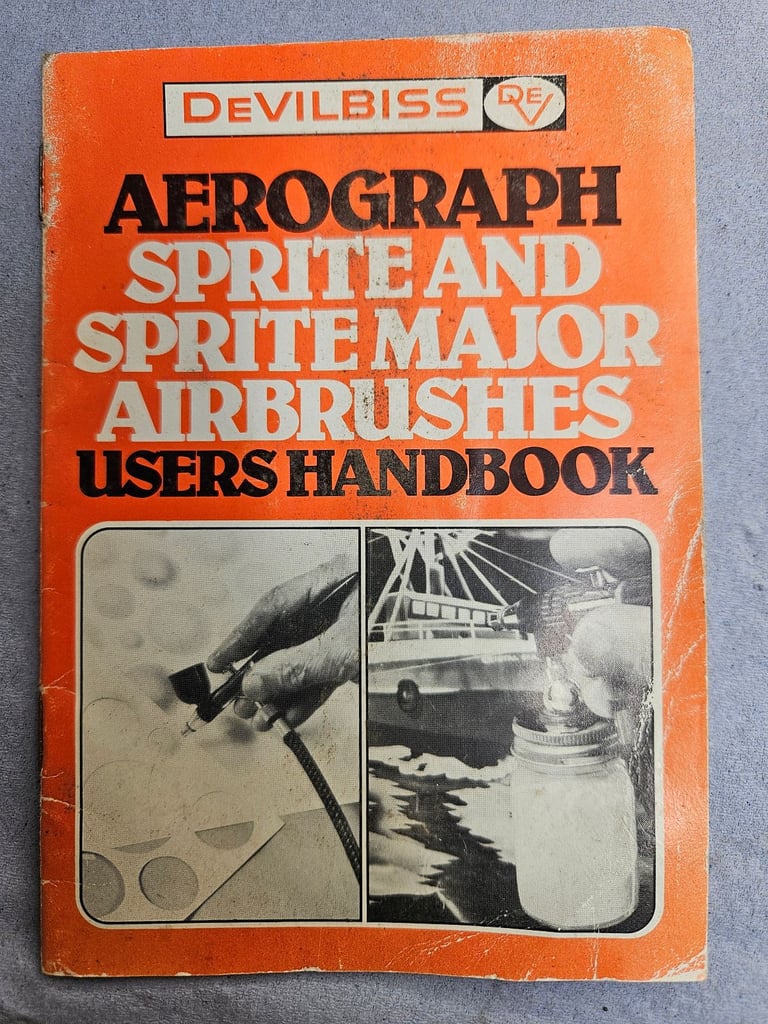 DEVILBISS DEV
AEROGRAPH
SPRITE AND
SPRITE MAJOR
AIRBRUSHES
USERS HANDBOOK